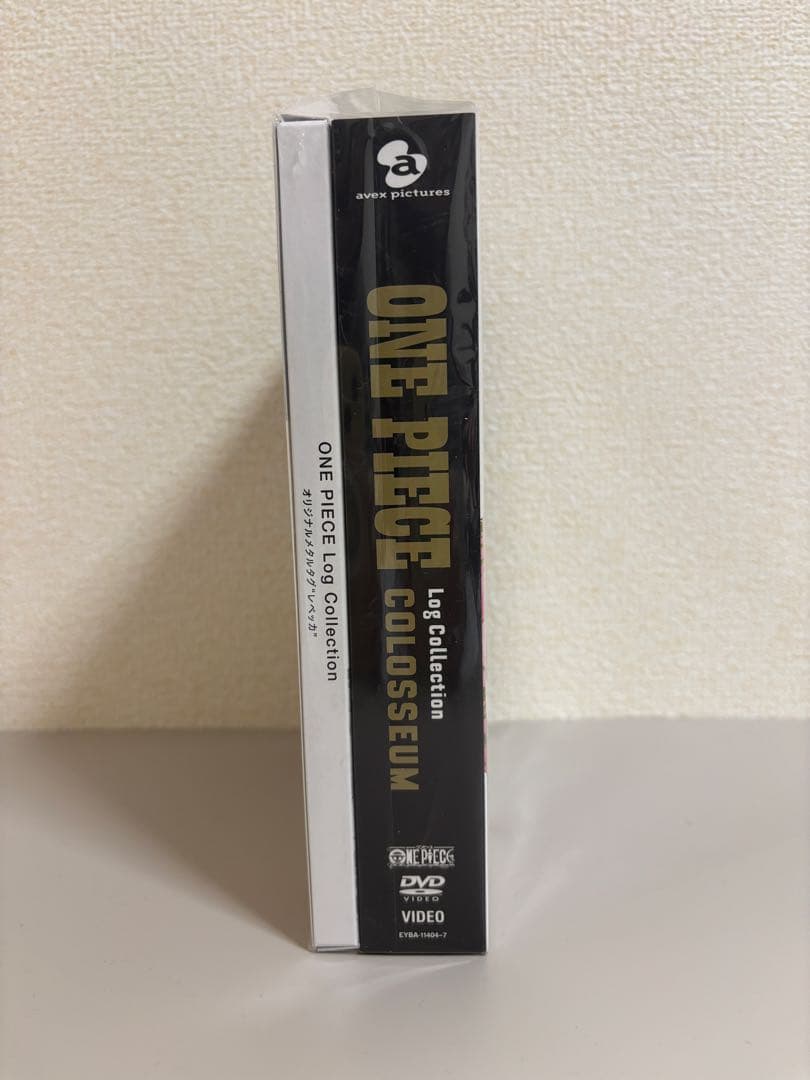 a
avex pictures
ONE PIECE
Log Collection
COLOSSEUM
ONE PIECE
DVD
VIDEO
VIDEO
EYBA-11404~7
ONE PIECE Log Collection
オリジナルメタルタグ“レベッカ”